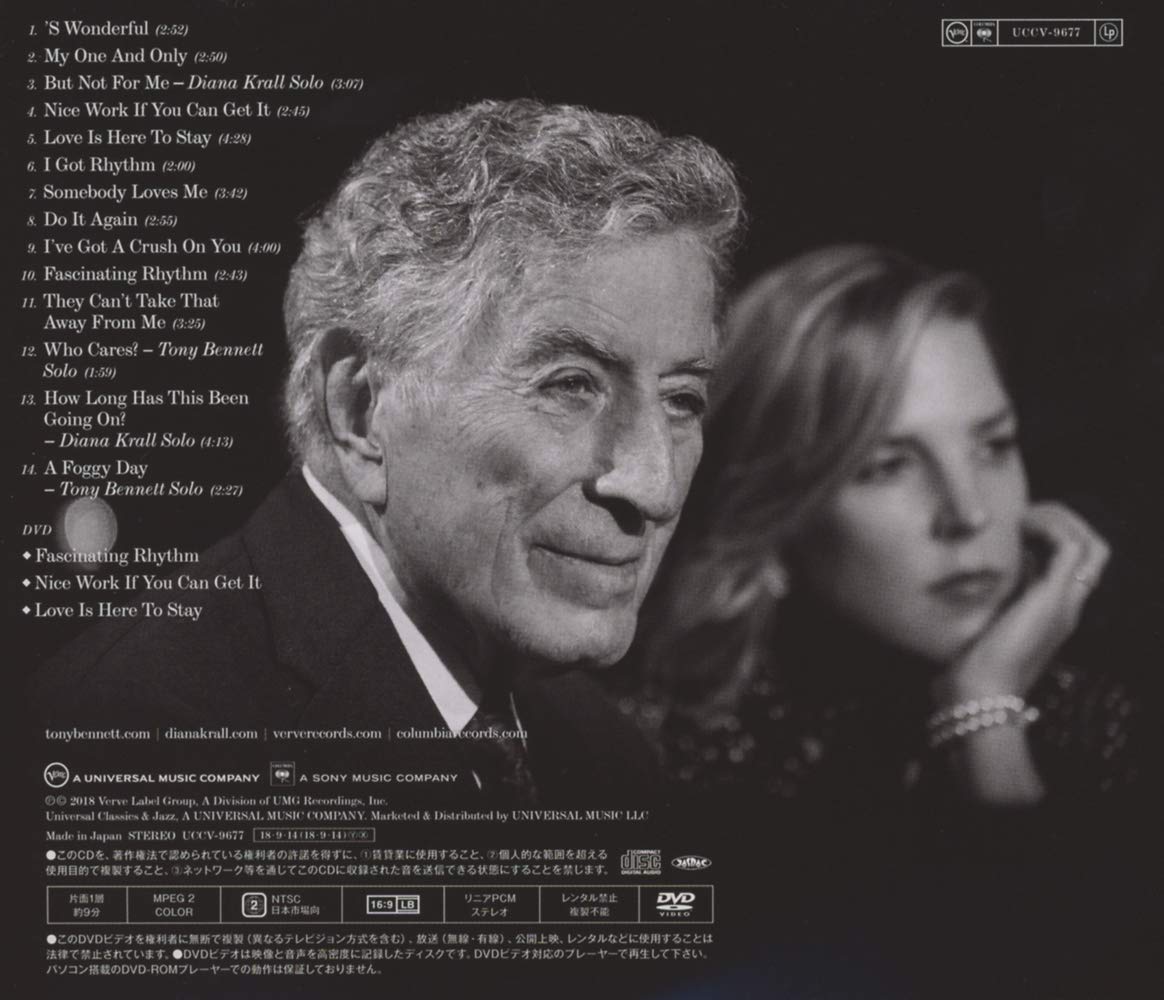 1. 'S Wonderful (2:52)
2. My One And Only (2:50)
3. But Not For Me – Diana Krall Solo (3:07)
4. Nice Work If You Can Get It (2:45)
5. Love Is Here To Stay (4:28)
6. I Got Rhythm (2:00)
7. Somebody Loves Me (3:42)
8. Do It Again (2:55)
9. I've Got A Crush On You (4:00)
10. Fascinating Rhythm (2:43)
11. They Can't Take That
Away From Me (3:25)
12. Who Cares? – Tony Bennett
Solo (1:59)
13. How Long Has This Been
Going On?
– Diana Krall Solo (4:13)
14. A Foggy Day
– Tony Bennett Solo (2:27)
DVD
◆ Fascinating Rhythm
◆ Nice Work If You Can Get It
◆ Love Is Here To Stay
VERVE COLUMBIA UCCV-9677 Lp
tonybennett.com | dianakrall.com | ververecords.com | columbiarecords.com
VERVE A UNIVERSAL MUSIC COMPANY COLUMBIA A SONY MUSIC COMPANY
℗© 2018 Verve Label Group, A Division of UMG Recordings, Inc.
Universal Classics & Jazz, A UNIVERSAL MUSIC COMPANY. Marketed & Distributed by UNIVERSAL MUSIC LLC
Made in Japan STEREO UCCV-9677 18・9・14(18・9・14)ⓎⓍ
●このCDを、著作権法で認められている権利者の許諾を得ずに、①賃貸業に使用すること、②個人的な範囲を超える
使用目的で複製すること、③ネットワーク等を通じてこのCDに収録された音を送信できる状態にすることを禁じます。
COMPACT disc DIGITAL AUDIO JASRAC
片面1層
約9分
MPEG 2
COLOR
2 NTSC
日本市場向
16:9 LB
リニアPCM
ステレオ
レンタル禁止
複製不能
DVD VIDEO
●このDVDビデオを権利者に無断で複製（異なるテレビジョン方式を含む）、放送（無線・有線）、公開上映、レンタルなどに使用することは
法律で禁止されています。●DVDビデオは映像と音声を高密度に記録したディスクです。DVDビデオ対応のプレーヤーで再生して下さい。
パソコン搭載のDVD-ROMプレーヤーでの動作は保証しておりません。